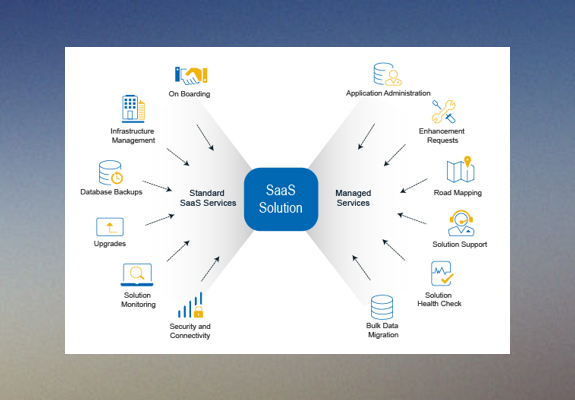 On Boarding
Infrastructure
Management
Database Backups
Upgrades
Solution
Monitoring
Security and
Connectivity
Standard
SaaS Services
SaaS
Solution
Managed
Services
Application Administration
Enhancement
Requests
Road Mapping
Solution Support
Solution
Health Check
Bulk Data
Migration